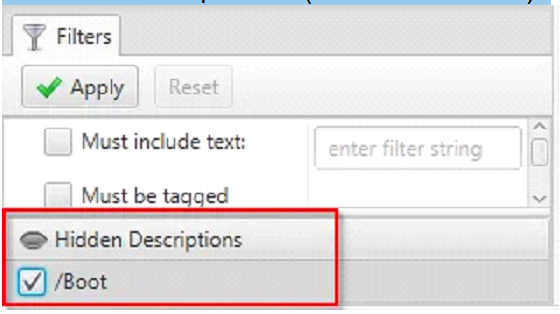 Filters
Apply Reset
Must include text: enter filter string
Must be tagged
Hidden Descriptions
/Boot